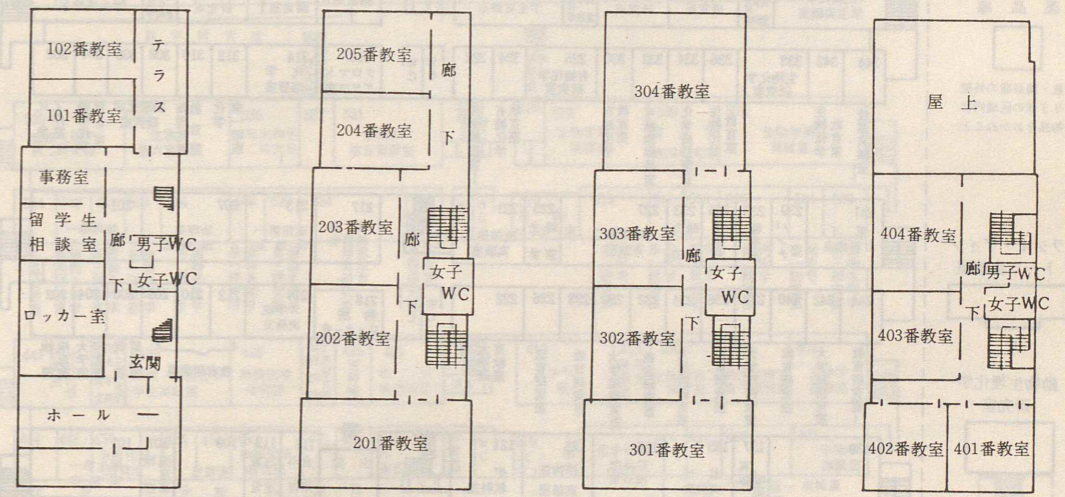 102番教室
テラス
101番教室
事務室
留学生
相談室
廊下
男子WC
女子WC
ロッカー室
玄関
ホール
205番教室
廊下
204番教室
203番教室
廊下
女子
WC
202番教室
201番教室
304番教室
303番教室
廊下
女子
WC
302番教室
301番教室
屋上
404番教室
廊下
男子WC
女子WC
403番教室
402番教室
401番教室